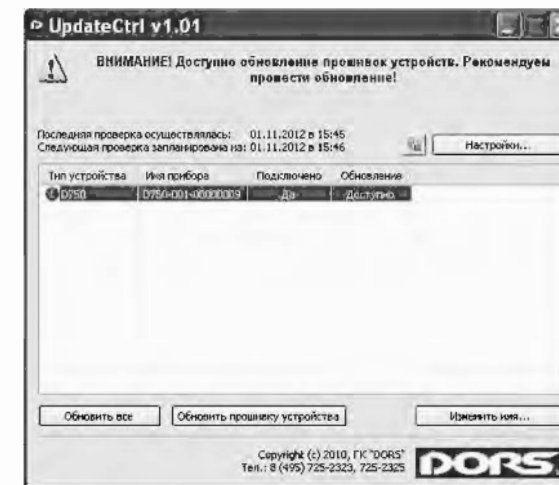 UpdateCtrl v1.01
ВНИМАНИЕ! Доступно обновление прошивок устройств. Рекомендуем
провести обновление!
Последняя проверка осуществлялась: 01.11.2012 в 15:45
Следующая проверка запланирована на: 01.11.2012 в 15:46
Настройки...
Тип устройства Имя прибора Подключено Обновление
D750 D750-001-00000009 Да Доступно
Обновить все Обновить прошивку устройства Изменить имя...
Copyright (c) 2010, ГК "DORS"
Тел.: 8 (495) 725-2323, 725-2325
DORS